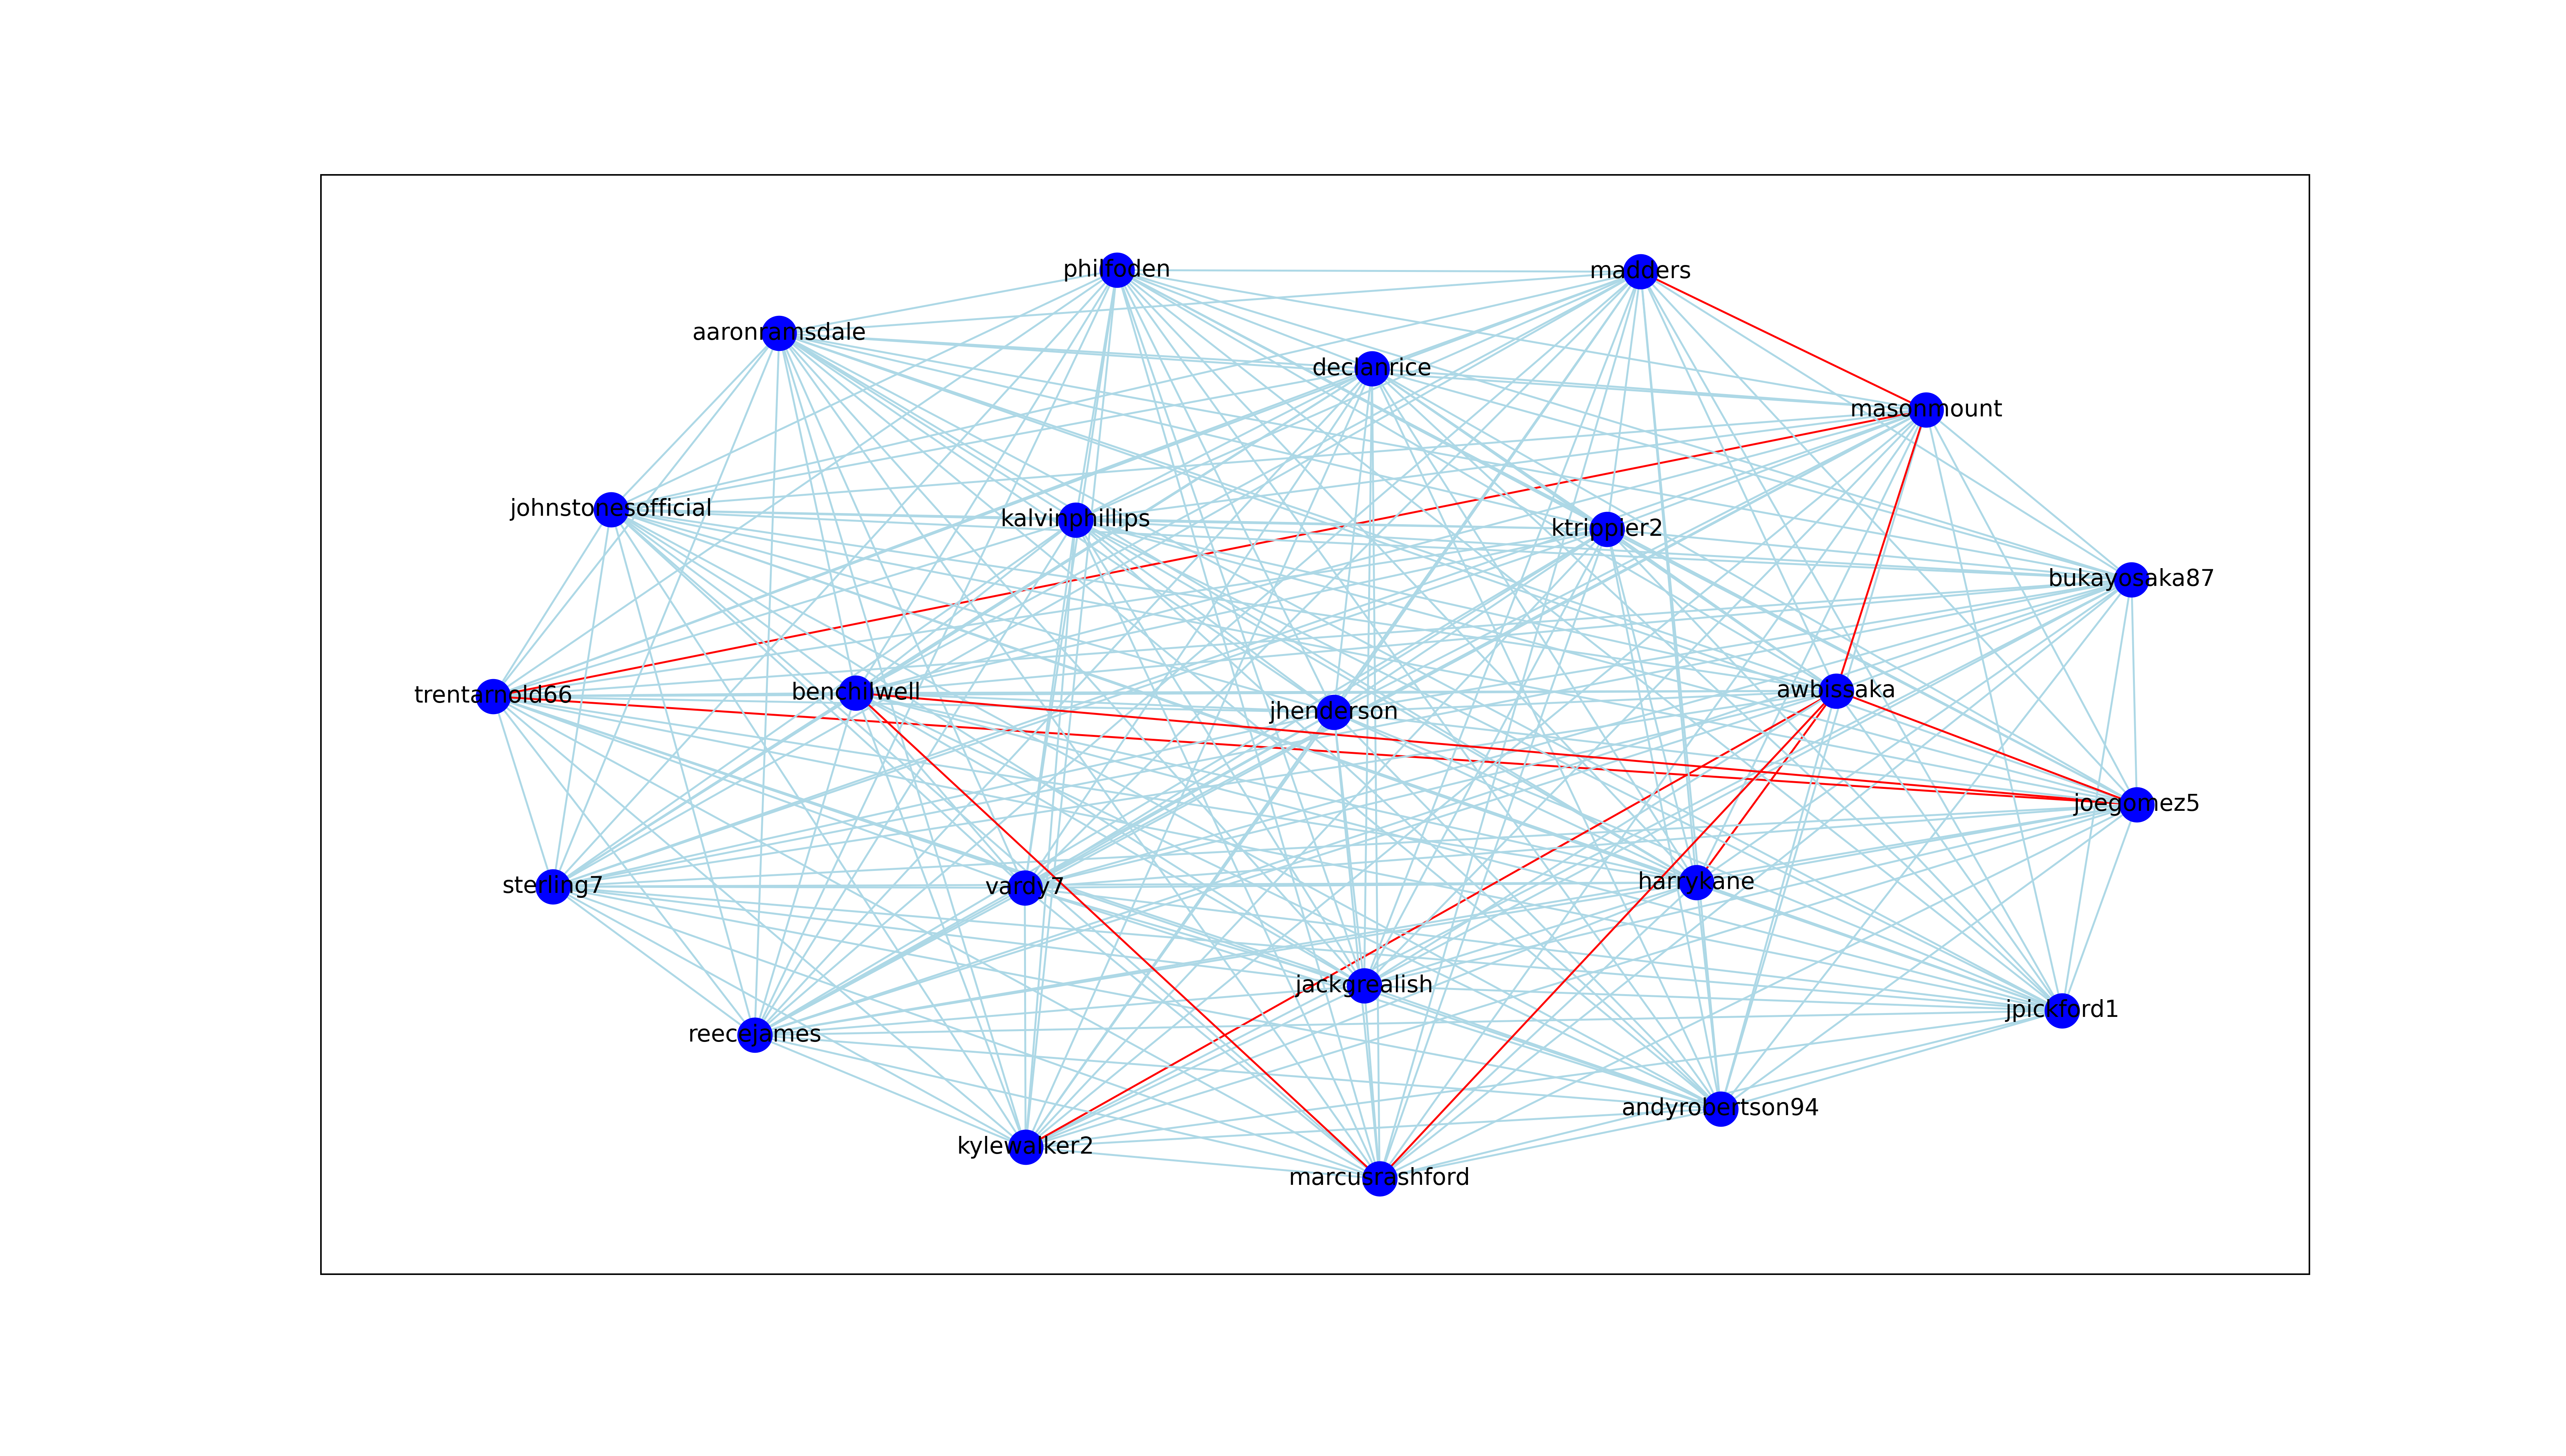 philfoden
madders
aaronramsdale
declanrice
masonmount
johnstonesofficial
kalvinphillips
ktrippier2
bukayosaka87
trentarnold66
benchilwell
jhenderson
awbissaka
joegomez5
sterling7
vardy7
harrykane
jackgrealish
jpickford1
reecejames
andyrobertson94
kylewalker2
marcusrashford